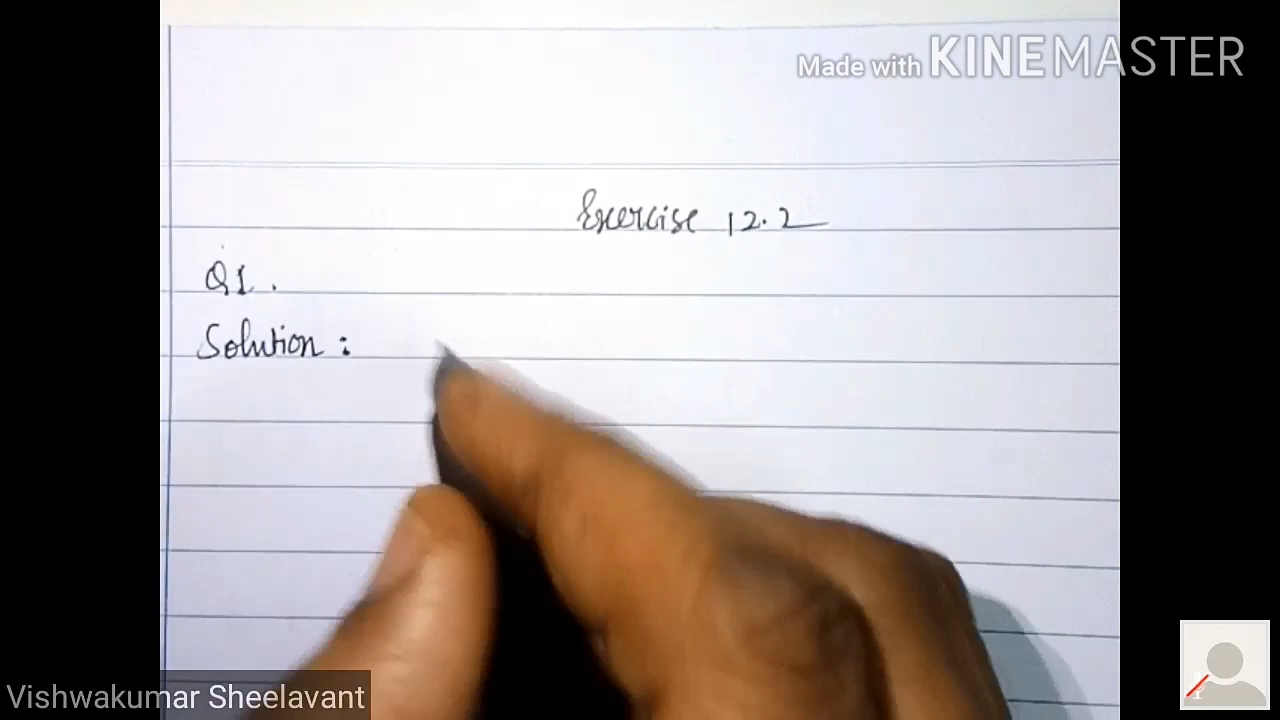 Made with KINEMASTER
Exercise 12.2
Q1.
Solution :
Vishwakumar Sheelavant